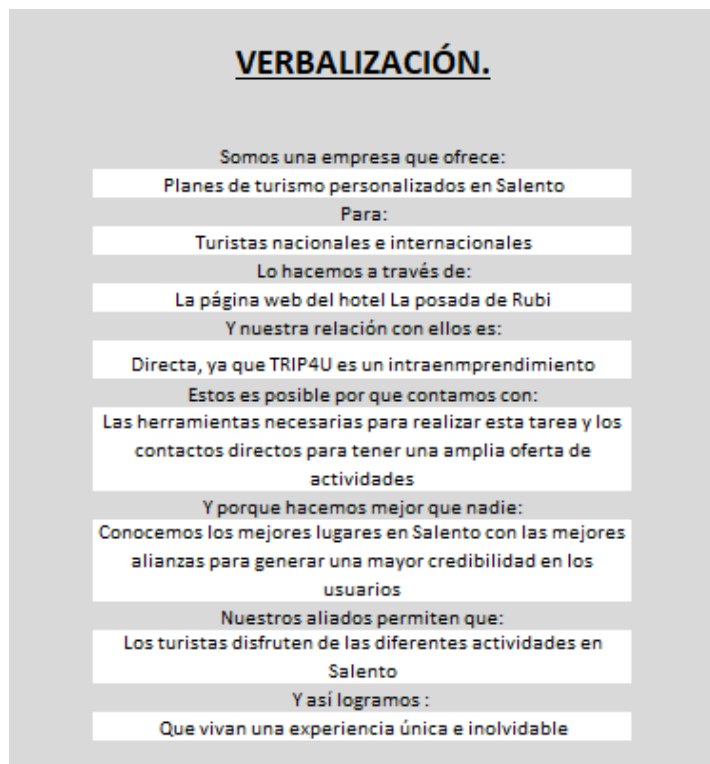 VERBALIZACIÓN.
Somos una empresa que ofrece:
Planes de turismo personalizados en Salento
Para:
Turistas nacionales e internacionales
Lo hacemos a través de:
La página web del hotel La posada de Rubi
Y nuestra relación con ellos es:
Directa, ya que TRIP4U es un intraenmprendimiento
Estos es posible por que contamos con:
Las herramientas necesarias para realizar esta tarea y los
contactos directos para tener una amplia oferta de
actividades
Y porque hacemos mejor que nadie:
Conocemos los mejores lugares en Salento con las mejores
alianzas para generar una mayor credibilidad en los
usuarios
Nuestros aliados permiten que:
Los turistas disfruten de las diferentes actividades en
Salento
Y así logramos :
Que vivan una experiencia única e inolvidable